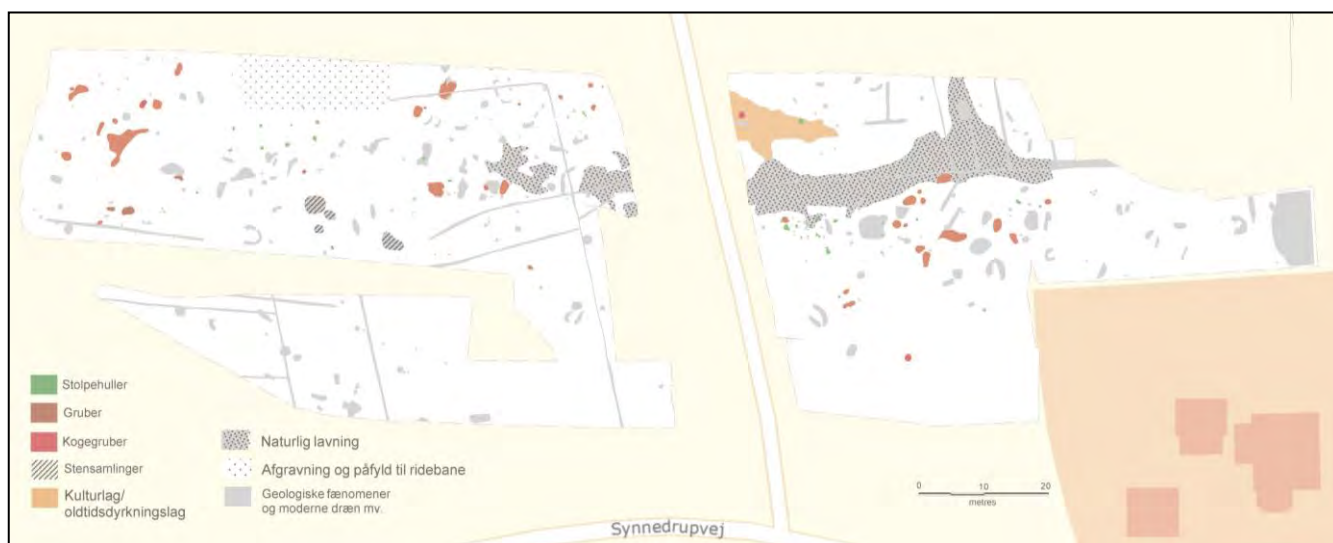 Stolpehuller
Gruber
Kogegruber
Stensamlinger
Kulturlag/
oldtidsdyrkningslag
Naturlig lavning
Afgravning og påfyld til ridebane
Geologiske fænomener
og moderne dræn mv.
0 10 20
metres
Synnedrupvej